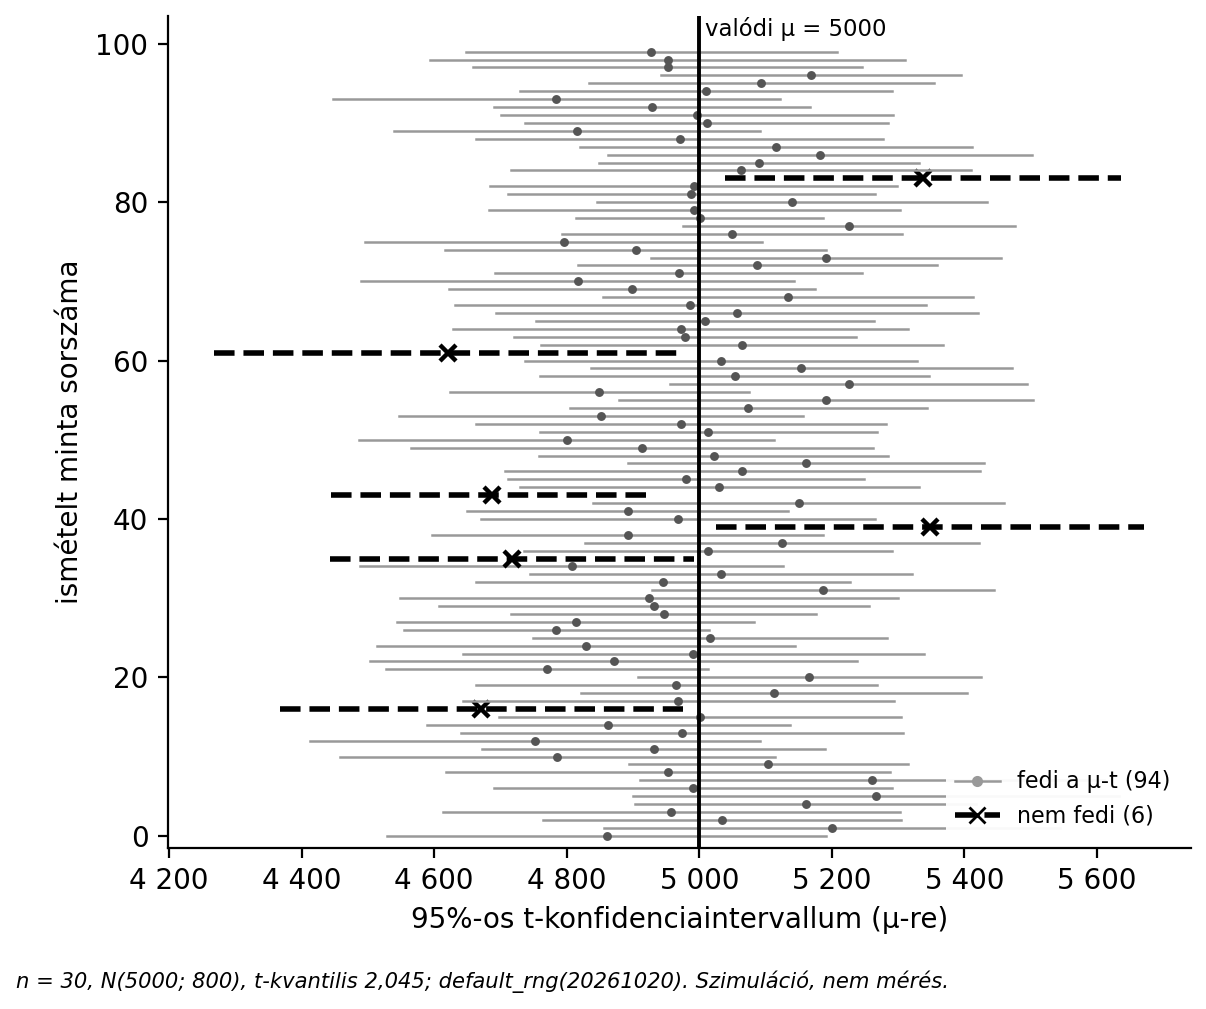 valódi μ = 5000
100
80
60
40
20
0
ismételt minta sorszáma
fedi a μ-t (94)
nem fedi (6)
4 200 4 400 4 600 4 800 5 000 5 200 5 400 5 600
95%-os t-konfidenciaintervallum (μ-re)
n = 30, N(5000; 800), t-kvantilis 2,045; default_rng(20261020). Szimuláció, nem mérés.